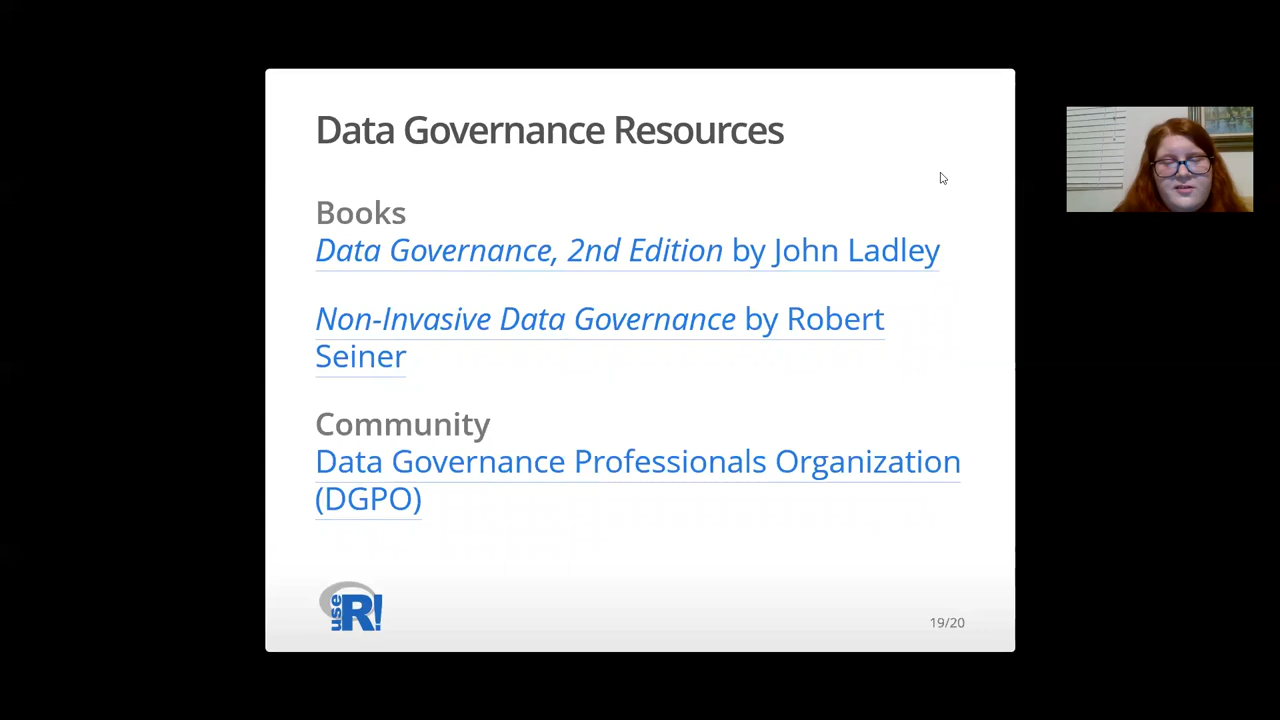 Data Governance Resources
Books
Data Governance, 2nd Edition by John Ladley
Non-Invasive Data Governance by Robert
Seiner
Community
Data Governance Professionals Organization
(DGPO)
use R!
19/20